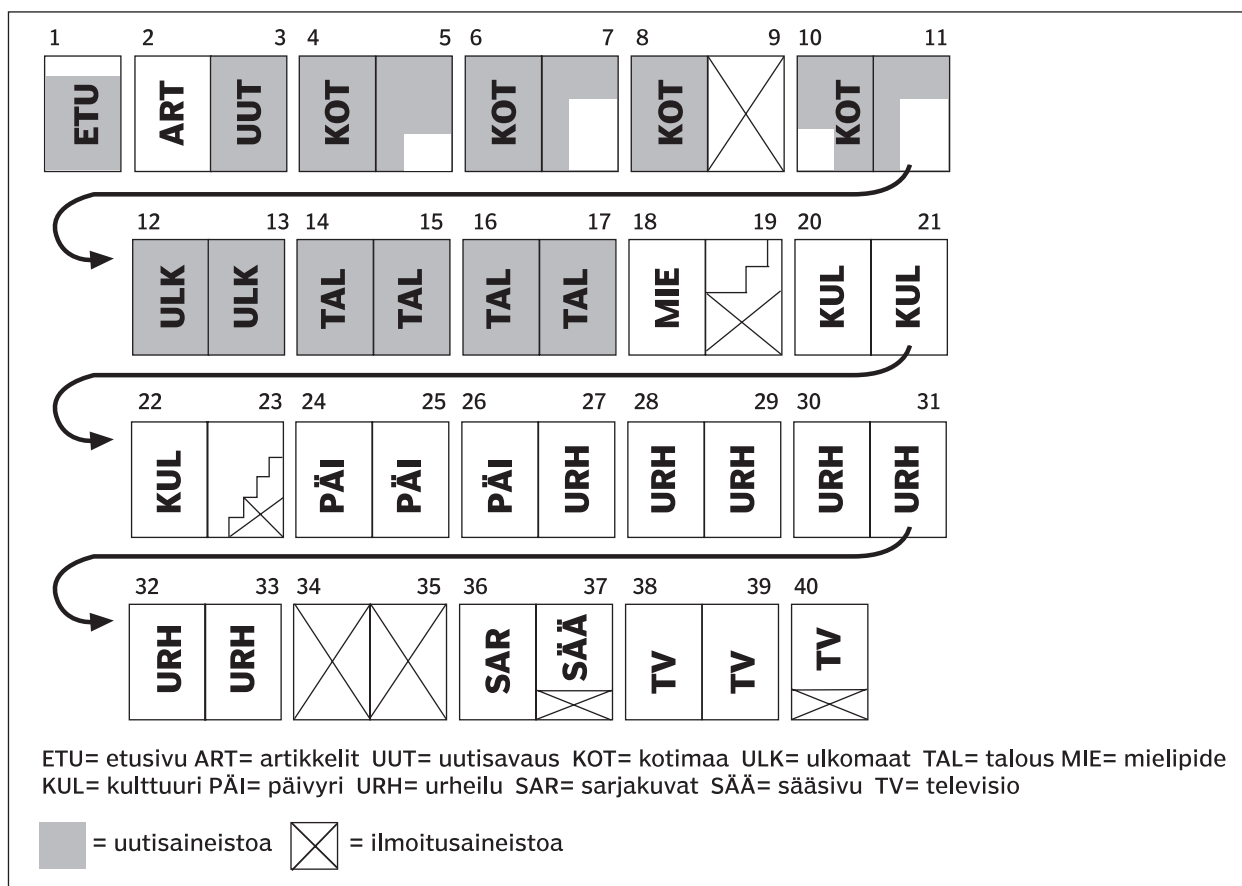 1 2 3 4 5 6 7 8 9 10 11
ETU ART UUT KOT KOT KOT KOT
12 13 14 15 16 17 18 19 20 21
ULK ULK TAL TAL TAL TAL MIE KUL KUL
22 23 24 25 26 27 28 29 30 31
KUL PÄI PÄI PÄI URH URH URH URH URH
32 33 34 35 36 37 38 39 40
URH URH SAR SÄÄ TV TV TV
ETU= etusivu ART= artikkelit UUT= uutisavaus KOT= kotimaa ULK= ulkomaat TAL= talous MIE= mielipide
KUL= kulttuuri PÄI= päivyri URH= urheilu SAR= sarjakuvat SÄÄ= sääsivu TV= televisio
= uutisaineistoa = ilmoitusaineistoa